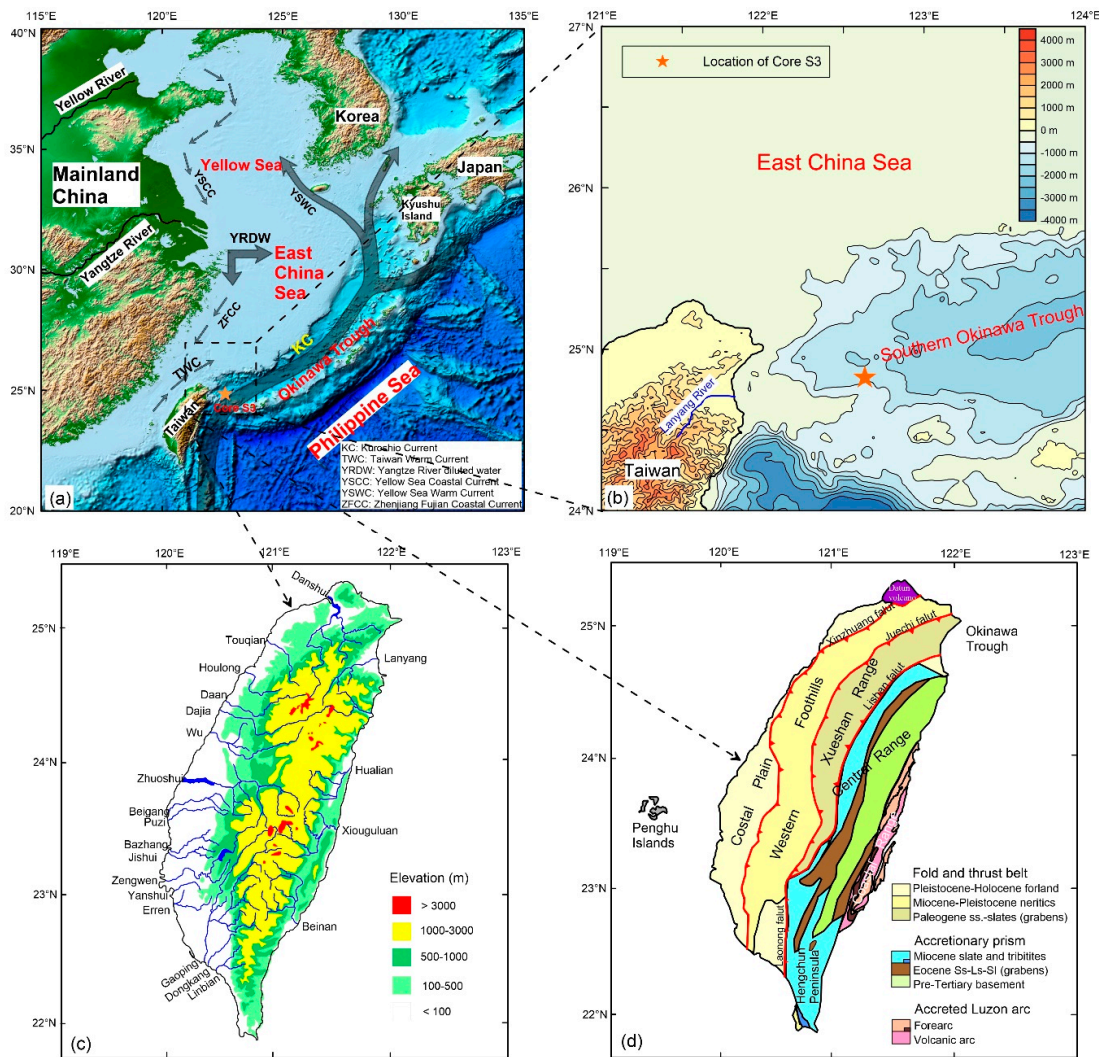 115°E
120°E
125°E
130°E
135°E
40°N
35°N
30°N
25°N
20°N
Yellow River
Mainland
China
Yangtze River
Korea
Japan
Yellow Sea
Kyushu
Island
YSCC
YSWC
YRDW
East
China
Sea
ZFCC
KC
TWC
Okinawa Trough
Core S3
Taiwan
Philippine Sea
KC: Kuroshio Current
TWC: Taiwan Warm Current
YRDW: Yangtze River diluted water
YSCC: Yellow Sea Coastal Current
YSWC: Yellow Sea Warm Current
ZFCC: Zhenjiang Fujian Coastal Current
(a)
121°E
122°E
123°E
124°E
27°N
26°N
25°N
24°N
Location of Core S3
4000 m
3000 m
2000 m
1000 m
0 m
-1000 m
-2000 m
-3000 m
-4000 m
East China Sea
Southern Okinawa Trough
Lanyang River
Taiwan
(b)
119°E
120°E
121°E
122°E
123°E
25°N
24°N
23°N
22°N
Danshui
Touqian
Lanyang
Houlong
Daan
Dajia
Wu
Zhuoshui
Hualian
Beigang
Puzi
Xiouguluan
Bazhang
Jishui
Zengwen
Yanshui
Erren
Beinan
Gaoping
Dongkang
Linbian
Elevation (m)
> 3000
1000-3000
500-1000
100-500
< 100
(c)
119°E
120°E
121°E
122°E
123°E
25°N
24°N
23°N
22°N
Datun
volcano
Xinzhuang falut
Juechi falut
Okinawa
Trough
Lishan falut
Foothills
Xueshan Range
Central Range
Costal Plain
Western
Penghu
Islands
Laonong falut
Hengchun
Peninsula
Fold and thrust belt
Pleistocene-Holocene forland
Miocene-Pleistocene neritics
Paleogene ss.-slates (grabens)
Accretionary prism
Miocene slate and tribitites
Eocene Ss-Ls-Sl (grabens)
Pre-Tertiary basement
Accreted Luzon arc
Forearc
Volcanic arc
(d)